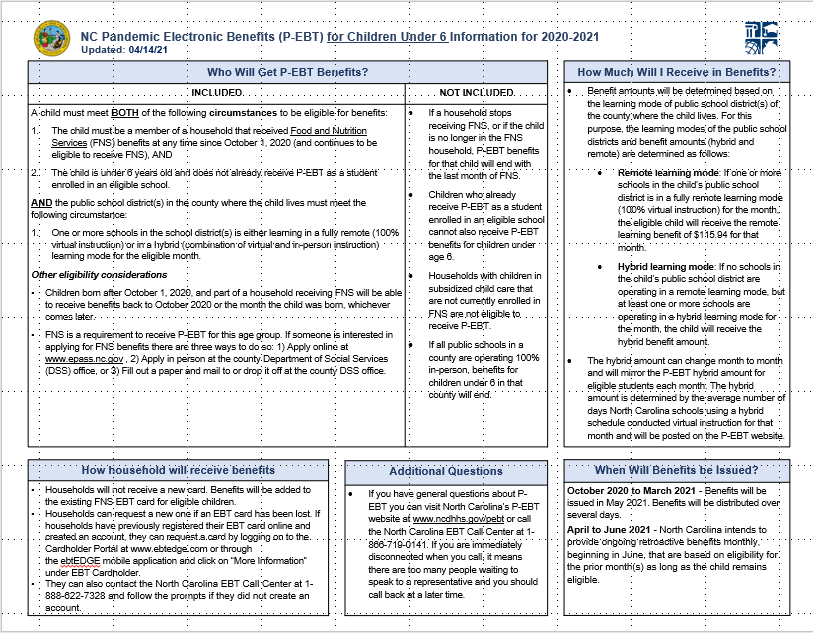 NC Pandemic Electronic Benefits (P-EBT) for Children Under 6 Information for 2020-2021
Updated: 04/14/21
Who Will Get P-EBT Benefits?
INCLUDED
A child must meet BOTH of the following circumstances to be eligible for benefits:
1. The child must be a member of a household that received Food and Nutrition
Services (FNS) benefits at any time since October 1, 2020 (and continues to be
eligible to receive FNS), AND
2. The child is under 6 years old and does not already receive P-EBT as a student
enrolled in an eligible school.
AND the public school district(s) in the county where the child lives must meet the
following circumstance:
1. One or more schools in the school district(s) is either learning in a fully remote (100%
virtual instruction) or in a hybrid (combination of virtual and in-person instruction)
learning mode for the eligible month.
Other eligibility considerations
• Children born after October 1, 2020, and part of a household receiving FNS will be able
to receive benefits back to October 2020 or the month the child was born, whichever
comes later.
• FNS is a requirement to receive P-EBT for this age group. If someone is interested in
applying for FNS benefits there are three ways to do so: 1) Apply online at
www.epass.nc.gov , 2) Apply in person at the county Department of Social Services
(DSS) office, or 3) Fill out a paper and mail to or drop it off at the county DSS office.
NOT INCLUDED
• If a household stops
receiving FNS, or if the child
is no longer in the FNS
household, P-EBT benefits
for that child will end with
the last month of FNS.
• Children who already
receive P-EBT as a student
enrolled in an eligible school
cannot also receive P-EBT
benefits for children under
age 6.
• Households with children in
subsidized child care that
are not currently enrolled in
FNS are not eligible to
receive P-EBT.
• If all public schools in a
county are operating 100%
in-person, benefits for
children under 6 in that
county will end.
How Much Will I Receive in Benefits?
• Benefit amounts will be determined based on
the learning mode of public school district(s) of
the county where the child lives. For this
purpose, the learning modes of the public school
districts and benefit amounts (hybrid and
remote) are determined as follows:
• Remote learning mode: If one or more
schools in the child's public school
district is in a fully remote learning mode
(100% virtual instruction) for the month,
the eligible child will receive the remote
learning benefit of $115.94 for that
month.
• Hybrid learning mode: If no schools in
the child's public school district are
operating in a remote learning mode, but
at least one or more schools are
operating in a hybrid learning mode for
the month, the child will receive the
hybrid benefit amount.
• The hybrid amount can change month to month
and will mirror the P-EBT hybrid amount for
eligible students each month. The hybrid
amount is determined by the average number of
days North Carolina schools using a hybrid
schedule conducted virtual instruction for that
month and will be posted on the P-EBT website.
How household will receive benefits
• Households will not receive a new card. Benefits will be added to
the existing FNS EBT card for eligible children.
• Households can request a new one if an EBT card has been lost. If
households have previously registered their EBT card online and
created an account, they can request a card by logging on to the
Cardholder Portal at www.ebtedge.com or through
the ebtEDGE mobile application and click on "More Information"
under EBT Cardholder.
• They can also contact the North Carolina EBT Call Center at 1-
888-622-7328 and follow the prompts if they did not create an
account.
Additional Questions
• If you have general questions about P-
EBT you can visit North Carolina's P-EBT
website at www.ncdhhs.gov/pebt or call
the North Carolina EBT Call Center at 1-
866-719-0141. If you are immediately
disconnected when you call, it means
there are too many people waiting to
speak to a representative and you should
call back at a later time.
When Will Benefits be Issued?
October 2020 to March 2021 - Benefits will be
issued in May 2021. Benefits will be distributed over
several days.
April to June 2021 - North Carolina intends to
provide ongoing retroactive benefits monthly,
beginning in June, that are based on eligibility for
the prior month(s) as long as the child remains
eligible.